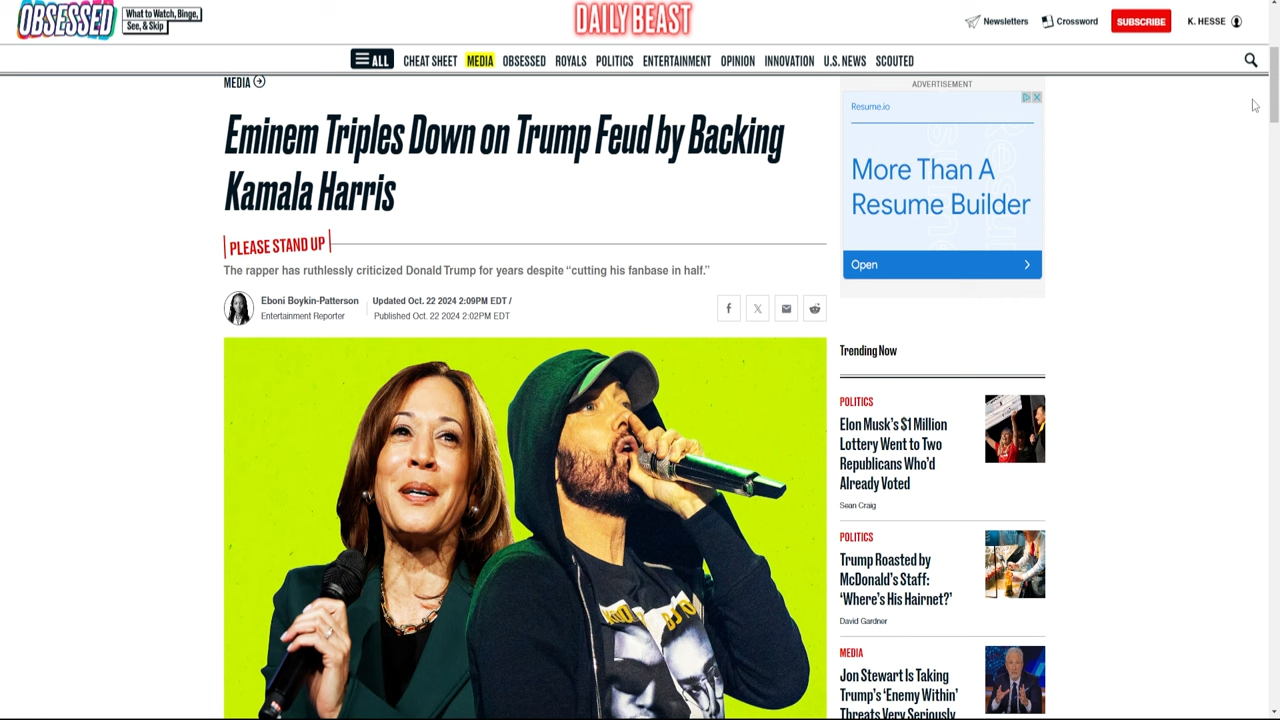 OBSESSED
What to Watch, Binge,
See, & Skip
DAILY BEAST
Newsletters
Crossword
SUBSCRIBE
K. HESSE
ALL
CHEAT SHEET
MEDIA
OBSESSED
ROYALS
POLITICS
ENTERTAINMENT
OPINION
INNOVATION
U.S. NEWS
SCOUTED
MEDIA
Eminem Triples Down on Trump Feud by Backing
Kamala Harris
PLEASE STAND UP
The rapper has ruthlessly criticized Donald Trump for years despite “cutting his fanbase in half.”
Eboni Boykin-Patterson
Entertainment Reporter
Updated Oct. 22 2024 2:09PM EDT /
Published Oct. 22 2024 2:02PM EDT
ADVERTISEMENT
Resume.io
More Than A
Resume Builder
Open
Trending Now
POLITICS
Elon Musk’s $1 Million
Lottery Went to Two
Republicans Who’d
Already Voted
Sean Craig
POLITICS
Trump Roasted by
McDonald’s Staff:
‘Where’s His Hairnet?’
David Gardner
MEDIA
Jon Stewart Is Taking
Trump’s ‘Enemy Within’
Threats Very Seriously